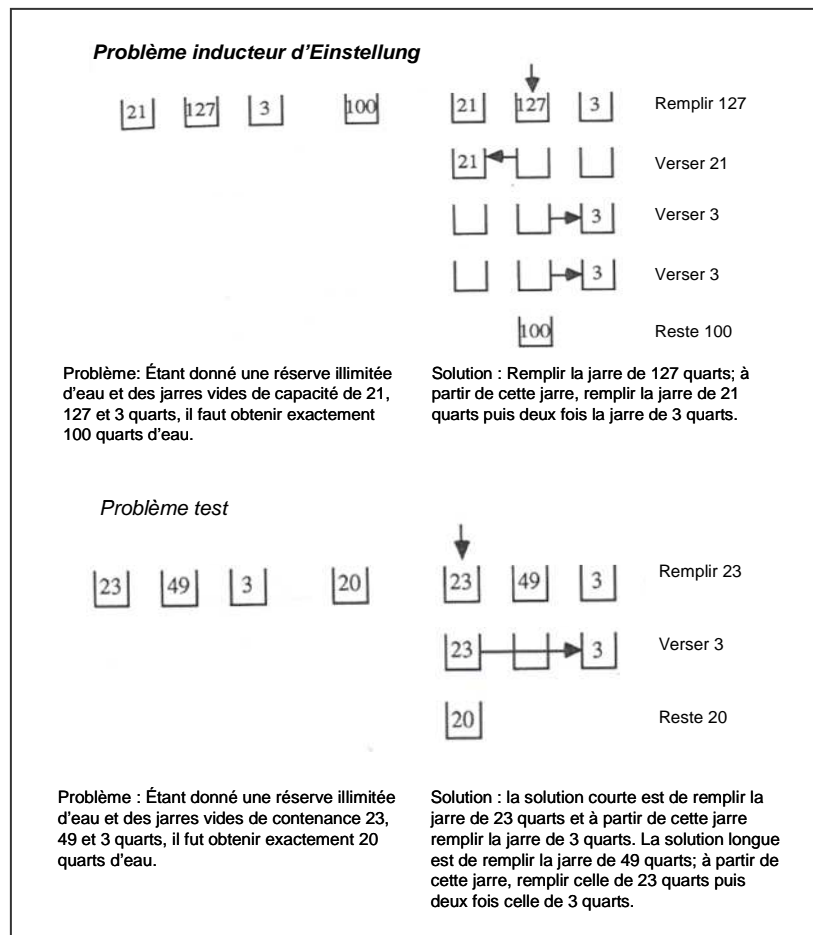 Problème inducteur d'Einstellung
21 127 3 100
21 127 3 Remplir 127
21 Verser 21
3 Verser 3
3 Verser 3
100 Reste 100
Problème: Étant donné une réserve illimitée
d'eau et des jarres vides de capacité de 21,
127 et 3 quarts, il faut obtenir exactement
100 quarts d'eau.
Solution : Remplir la jarre de 127 quarts; à
partir de cette jarre, remplir la jarre de 21
quarts puis deux fois la jarre de 3 quarts.
Problème test
23 49 3 20
23 49 3 Remplir 23
23 3 Verser 3
20 Reste 20
Problème : Étant donné une réserve illimitée
d'eau et des jarres vides de contenance 23,
49 et 3 quarts, il fut obtenir exactement 20
quarts d'eau.
Solution : la solution courte est de remplir la
jarre de 23 quarts et à partir de cette jarre
remplir la jarre de 3 quarts. La solution longue
est de remplir la jarre de 49 quarts; à partir de
cette jarre, remplir celle de 23 quarts puis
deux fois celle de 3 quarts.